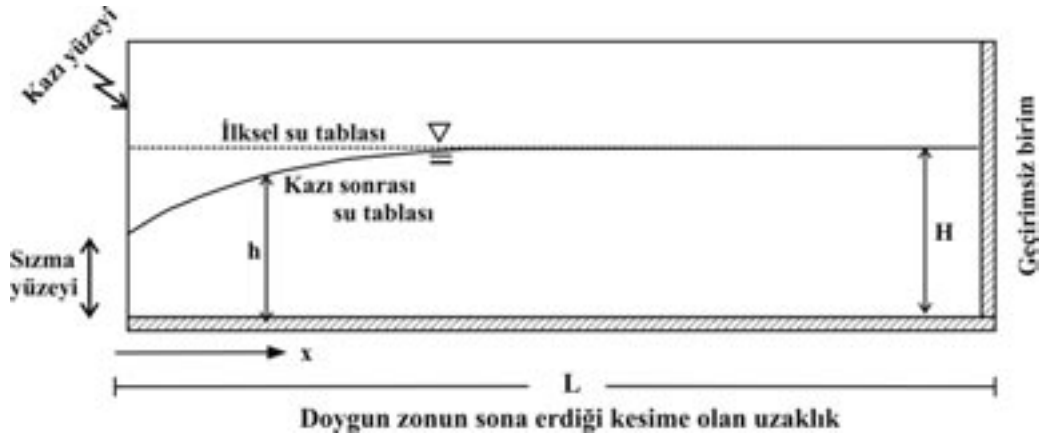 Kazı yüzeyi
İlksel su tablası
Kazı sonrası
su tablası
Sızma
yüzeyi
h
H
Geçirimsiz birim
x
L
Doygun zonun sona erdiği kesime olan uzaklık